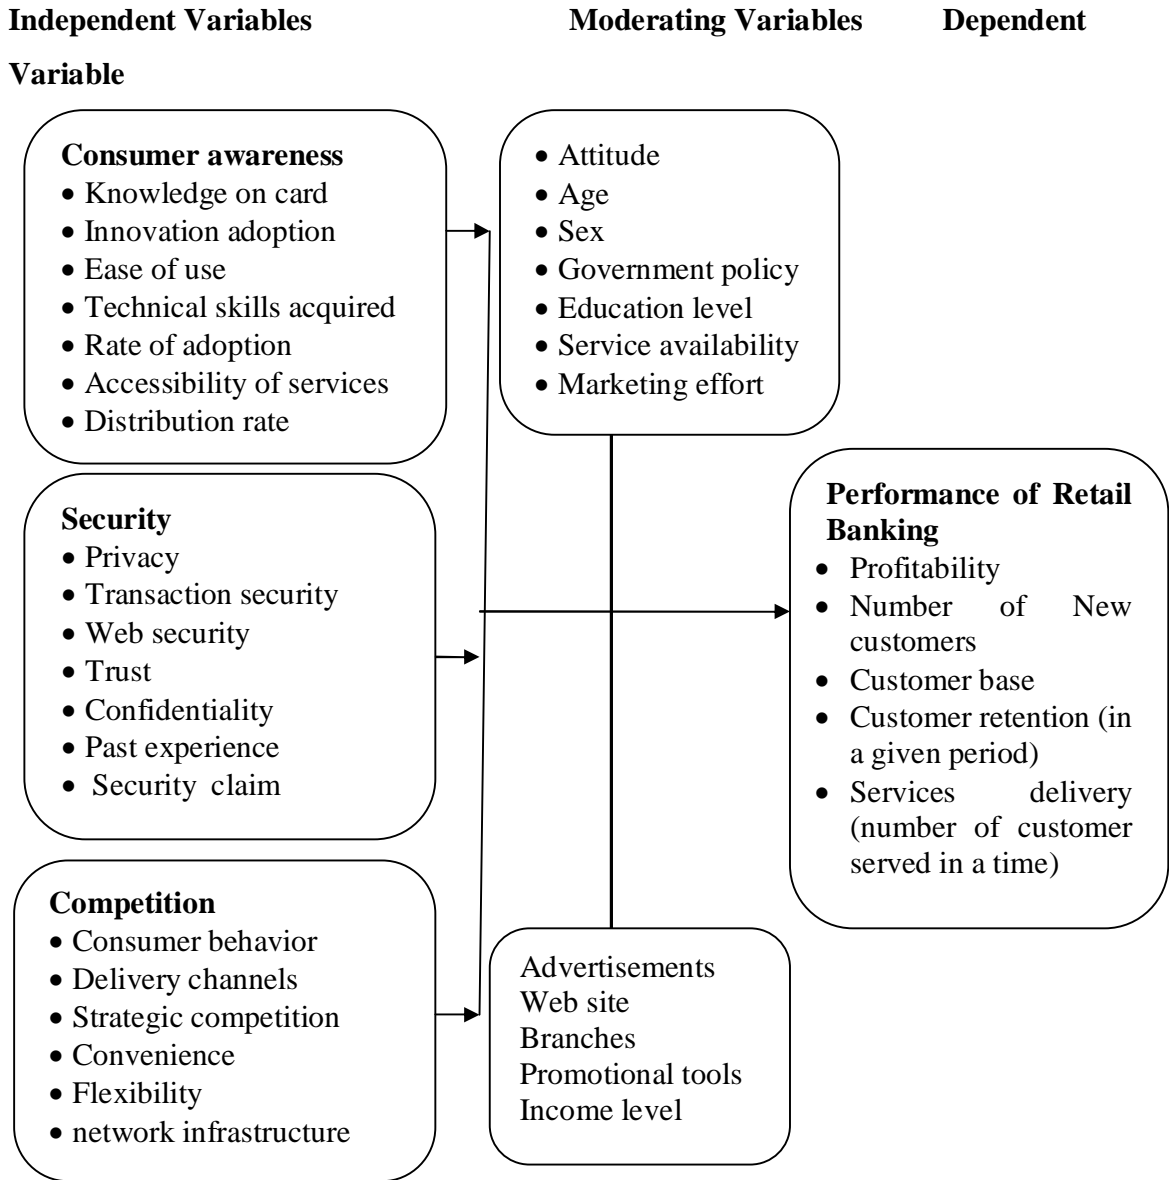 Independent Variables Moderating Variables Dependent
Variable
Consumer awareness
• Knowledge on card
• Innovation adoption
• Ease of use
• Technical skills acquired
• Rate of adoption
• Accessibility of services
• Distribution rate
Security
• Privacy
• Transaction security
• Web security
• Trust
• Confidentiality
• Past experience
• Security claim
Competition
• Consumer behavior
• Delivery channels
• Strategic competition
• Convenience
• Flexibility
• network infrastructure
• Attitude
• Age
• Sex
• Government policy
• Education level
• Service availability
• Marketing effort
Advertisements
Web site
Branches
Promotional tools
Income level
Performance of Retail
Banking
• Profitability
• Number of New
customers
• Customer base
• Customer retention (in
a given period)
• Services delivery
(number of customer
served in a time)